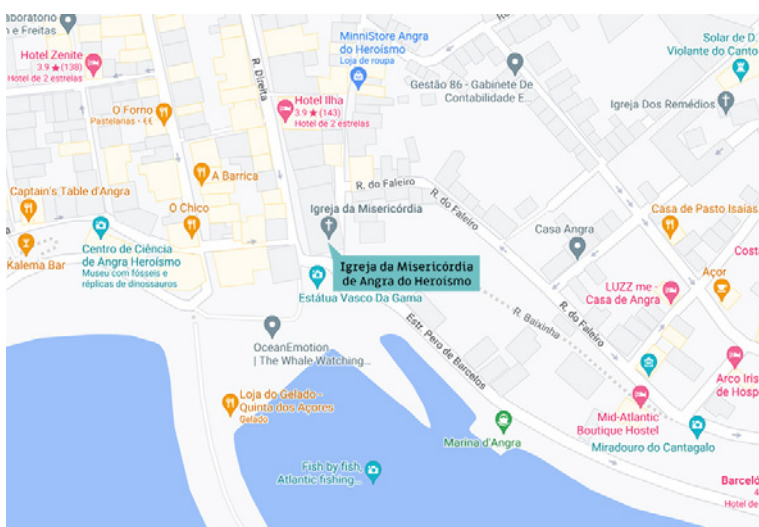 aboratório
n e Freitas
Hotel Zenite
3.9 ★ (138)
Hotel de 2 estrelas
O Forno
Pastelarias • €€
R. Direita
MinniStore Angra
do Heroísmo
Loja de roupa
Hotel Ilha
3.9 ★ (143)
Hotel de 2 estrelas
Gestão 86 - Gabinete De
Contabilidade E...
Solar de D.
Violante do Canto
Igreja Dos Remédios
A Barrica
Captain's Table d'Angra
O Chico
Kalema Bar
Centro de Ciência
de Angra Heroísmo
Museu com fósseis e
réplicas de dinossauros
R. do Faleiro
R. do Faleiro
Igreja da Misericórdia
Igreja da Misericórdia
de Angra do Heroísmo
Estátua Vasco Da Gama
Casa Angra
Casa de Pasto Isaias
Cost
Açor
LUZZ me -
Casa de Angra
R. do Faleiro
R. Baixinha
Estr. Pero de Barcelos
OceanEmotion
| The Whale Watching...
Loja do Gelado -
Quinta dos Açores
Gelado
Arco Iris
de Hosp
Mid-Atlantic
Boutique Hostel
Marina d'Angra
Miradouro do Cantagalo
Fish by fish,
Atlantic fishing...
Barceló
4
Hotel de